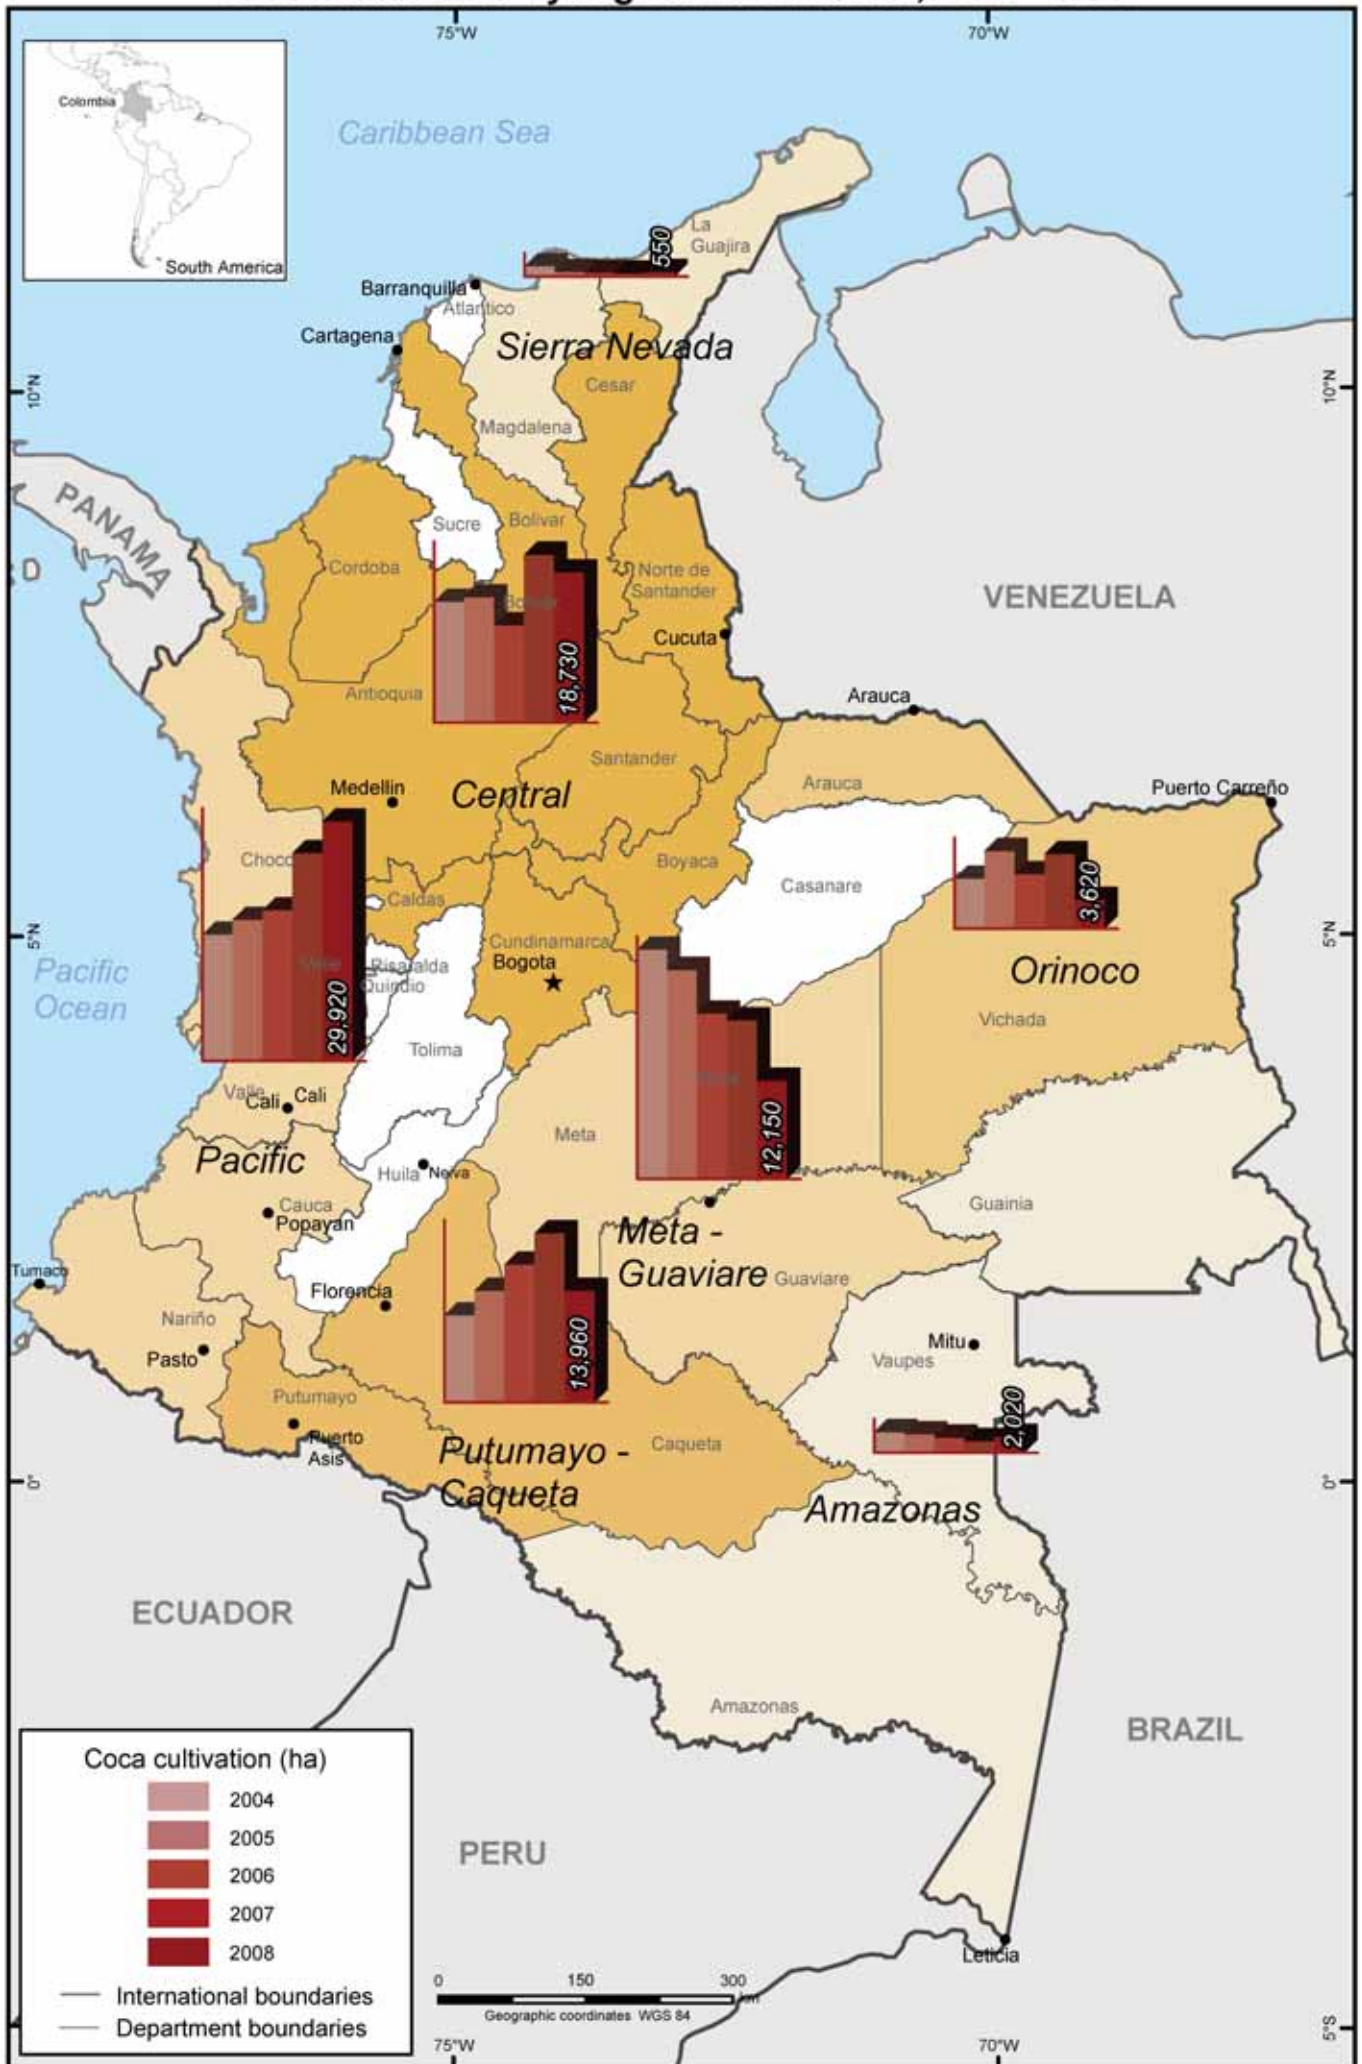 75°W
70°W
Colombia
South America
Caribbean Sea
La
Guajira
550
Barranquilla
Atlantico
Cartagena
Sierra Nevada
10°N
10°N
Cesar
Magdalena
PANAMA
Sucre
Bolivar
Cordoba
Norte de
Santander
VENEZUELA
Bolivar
Cucuta
18,730
Antioquia
Arauca
Santander
Arauca
Medellin
Central
Puerto Carreño
Choco
Boyaca
Casanare
3,620
Caldas
5°N
5°N
Cundinamarca
Bogota
Risaralda
Quindio
Pacific
Ocean
Orinoco
29,920
Vichada
Tolima
Valle
Cali
Cali
Meta
12,150
Pacific
Huila
Neiva
Cauca
Popayan
Guainia
Meta -
Guaviare
Guaviare
Tumaco
Florencia
Nariño
Pasto
13,960
Mitu
Vaupes
Putumayo
Puerto
Asis
2,020
Putumayo -
Caqueta
Caqueta
0°
0°
Amazonas
ECUADOR
Amazonas
BRAZIL
PERU
Coca cultivation (ha)
2004
2005
2006
2007
2008
International boundaries
Department boundaries
Leticia
0 150 300
km
Geographic coordinates WGS 84
5°S
75°W
70°W